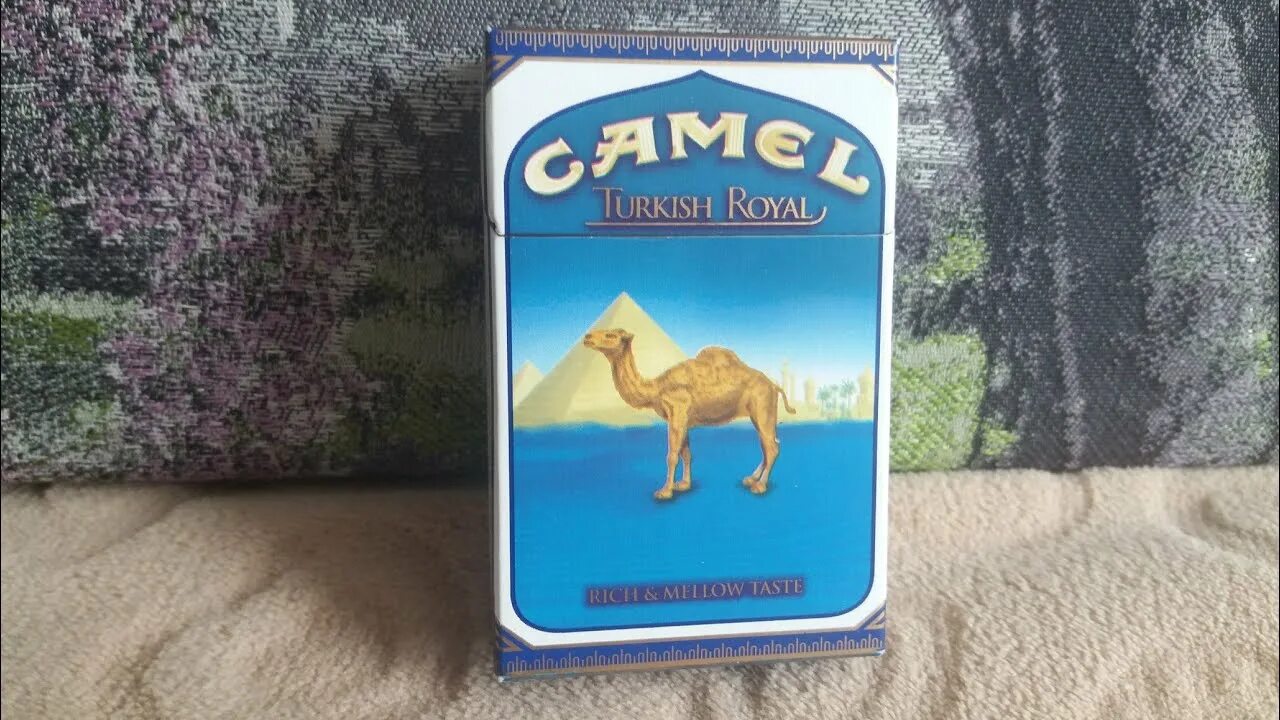 CAMEL
TURKISH ROYAL
RICH & MELLOW TASTE